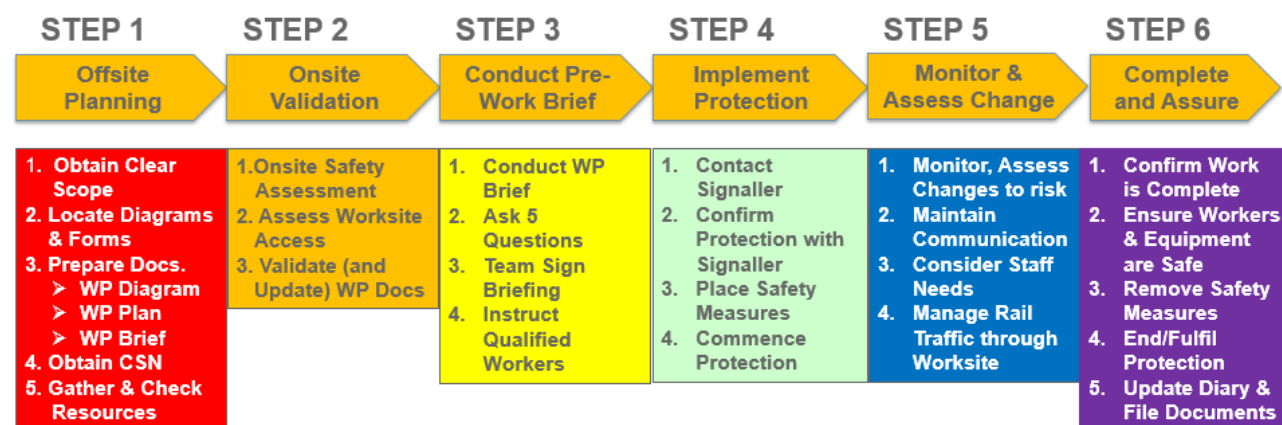 STEP 1
Offsite
Planning
1. Obtain Clear
Scope
2. Locate Diagrams
& Forms
3. Prepare Docs.
➢ WP Diagram
➢ WP Plan
➢ WP Brief
4. Obtain CSN
5. Gather & Check
Resources
STEP 2
Onsite
Validation
1.Onsite Safety
Assessment
2. Assess Worksite
Access
3. Validate (and
Update) WP Docs
STEP 3
Conduct Pre-
Work Brief
1. Conduct WP
Brief
2. Ask 5
Questions
3. Team Sign
Briefing
4. Instruct
Qualified
Workers
STEP 4
Implement
Protection
1. Contact
Signaller
2. Confirm
Protection with
Signaller
3. Place Safety
Measures
4. Commence
Protection
STEP 5
Monitor &
Assess Change
1. Monitor, Assess
Changes to risk
2. Maintain
Communication
3. Consider Staff
Needs
4. Manage Rail
Traffic through
Worksite
STEP 6
Complete
and Assure
1. Confirm Work
is Complete
2. Ensure Workers
& Equipment
are Safe
3. Remove Safety
Measures
4. End/Fulfil
Protection
5. Update Diary &
File Documents